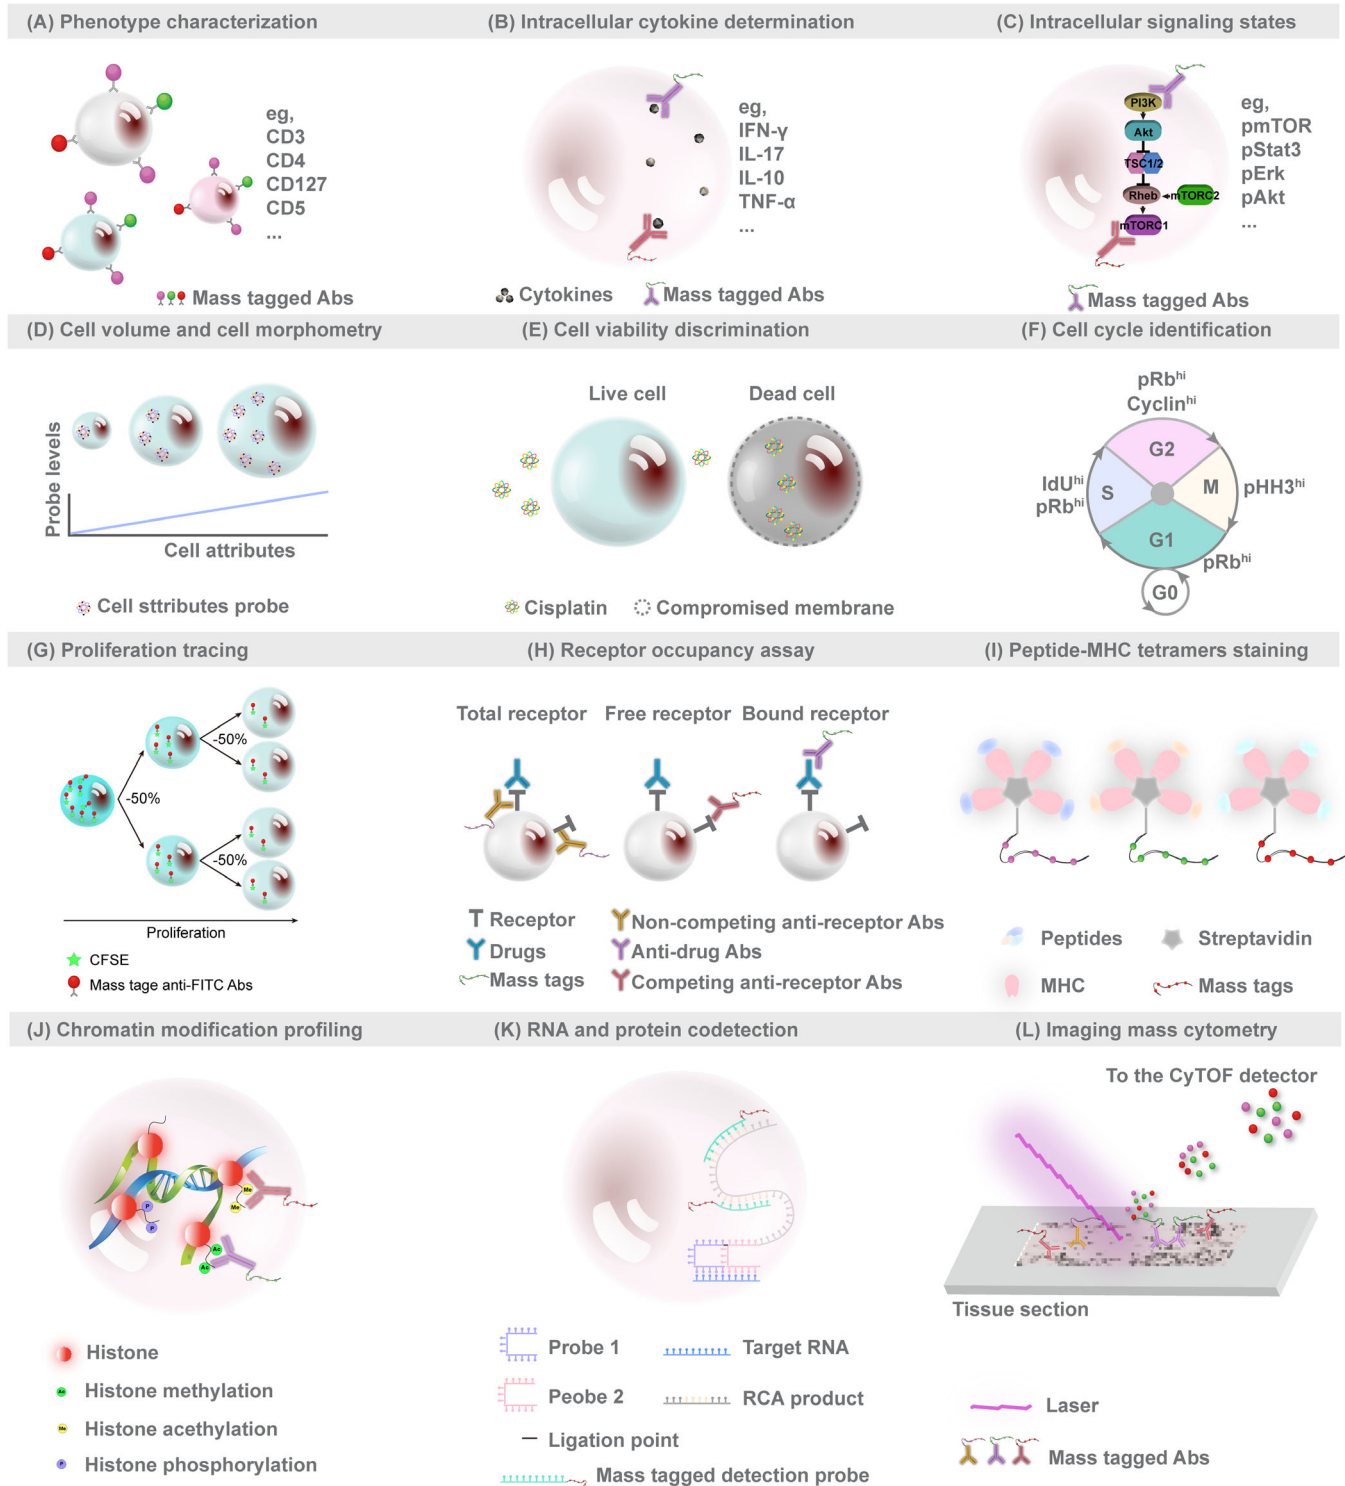 (A) Phenotype characterization
eg,
CD3
CD4
CD127
CD5
...
Mass tagged Abs
(B) Intracellular cytokine determination
eg,
IFN-γ
IL-17
IL-10
TNF-α
...
Cytokines
Mass tagged Abs
(C) Intracellular signaling states
PI3K
Akt
TSC1/2
Rheb
mTORC2
mTORC1
eg,
pmTOR
pStat3
pErk
pAkt
...
Mass tagged Abs
(D) Cell volume and cell morphometry
Probe levels
Cell attributes
Cell sttributes probe
(E) Cell viability discrimination
Live cell
Dead cell
Cisplatin
Compromised membrane
(F) Cell cycle identification
pRbhi
Cyclinhi
G2
IdUhi
pRbhi
S
M
pHH3hi
G1
pRbhi
G0
(G) Proliferation tracing
-50%
-50%
-50%
Proliferation
CFSE
Mass tage anti-FITC Abs
(H) Receptor occupancy assay
Total receptor
Free receptor
Bound receptor
Receptor
Non-competing anti-receptor Abs
Drugs
Anti-drug Abs
Mass tags
Competing anti-receptor Abs
(I) Peptide-MHC tetramers staining
Peptides
Streptavidin
MHC
Mass tags
(J) Chromatin modification profiling
Me
Me
P
P
Ac
Ac
Histone
Ac
Histone methylation
Me
Histone acethylation
P
Histone phosphorylation
(K) RNA and protein codetection
Probe 1
Target RNA
Peobe 2
RCA product
Ligation point
Mass tagged detection probe
(L) Imaging mass cytometry
To the CyTOF detector
Tissue section
Laser
Mass tagged Abs